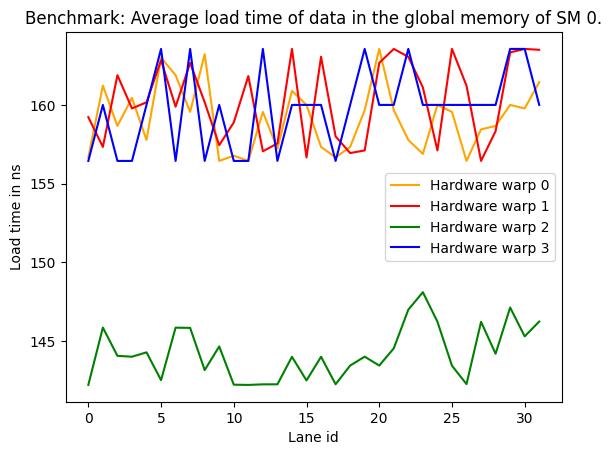 Benchmark: Average load time of data in the global memory of SM 0.
Load time in ns
160
155
150
145
Hardware warp 0
Hardware warp 1
Hardware warp 2
Hardware warp 3
0 5 10 15 20 25 30
Lane id